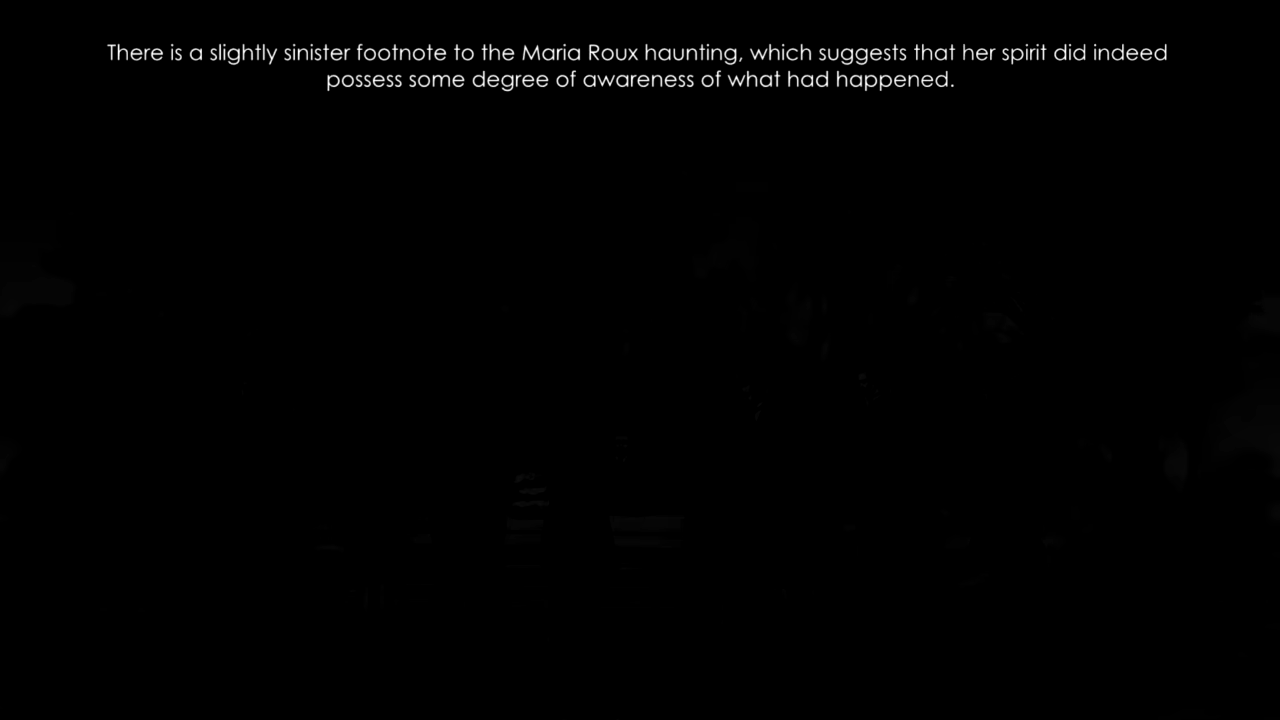 There is a slightly sinister footnote to the Maria Roux haunting, which suggests that her spirit did indeed
possess some degree of awareness of what had happened.